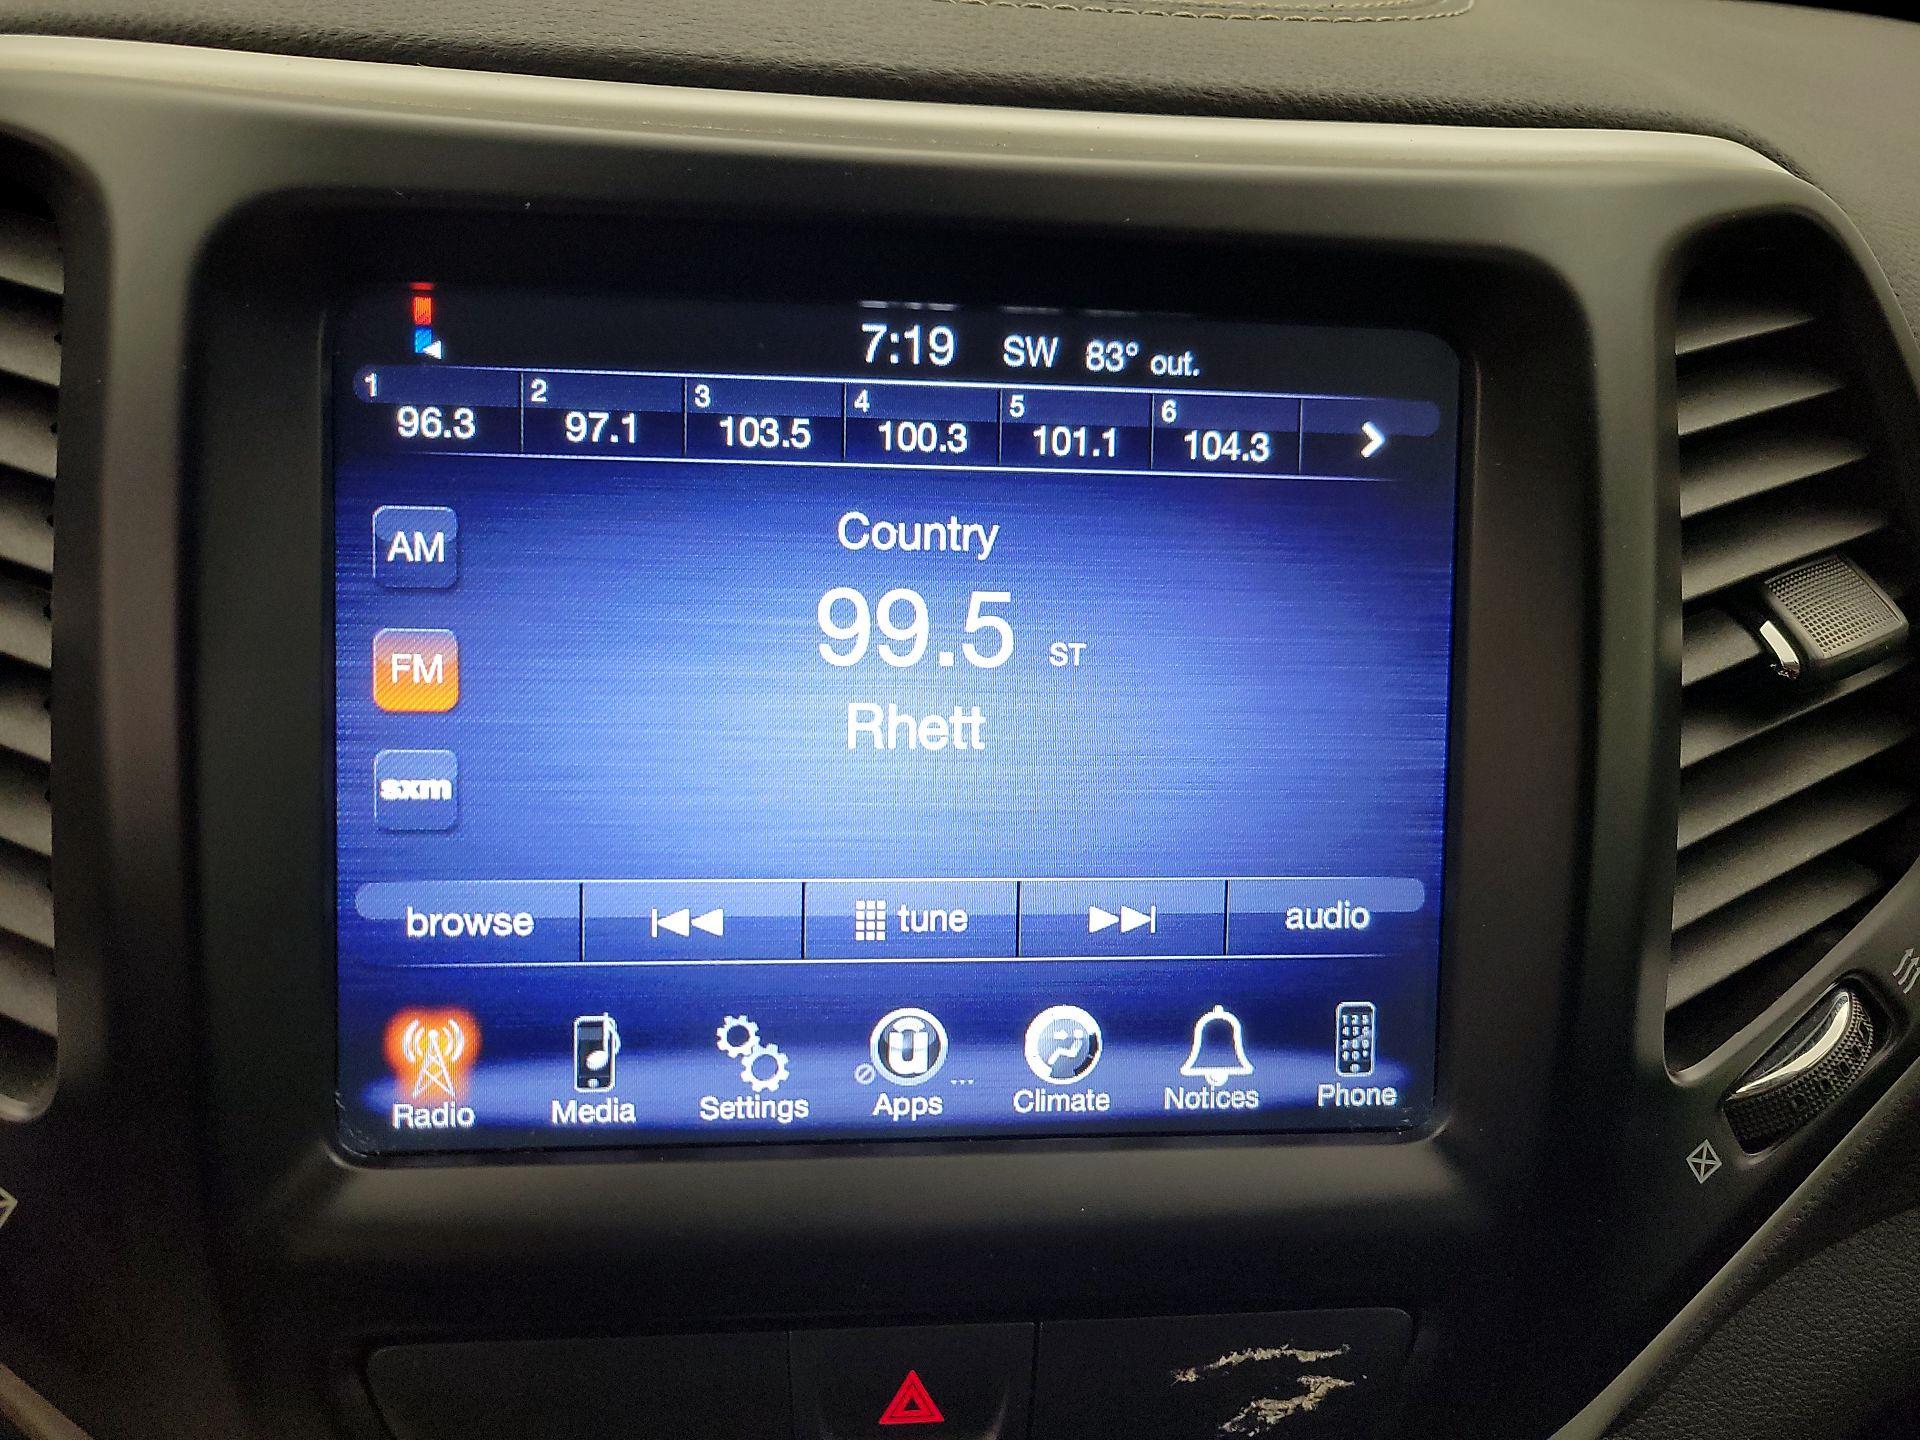 7:19 SW 83° out.
1 2 3 4 5 6
96.3 97.1 103.5 100.3 101.1 104.3
AM
Country
99.5 ST
FM
Rhett
sxm
browse tune audio
Radio Media Settings Apps ... Climate Notices Phone